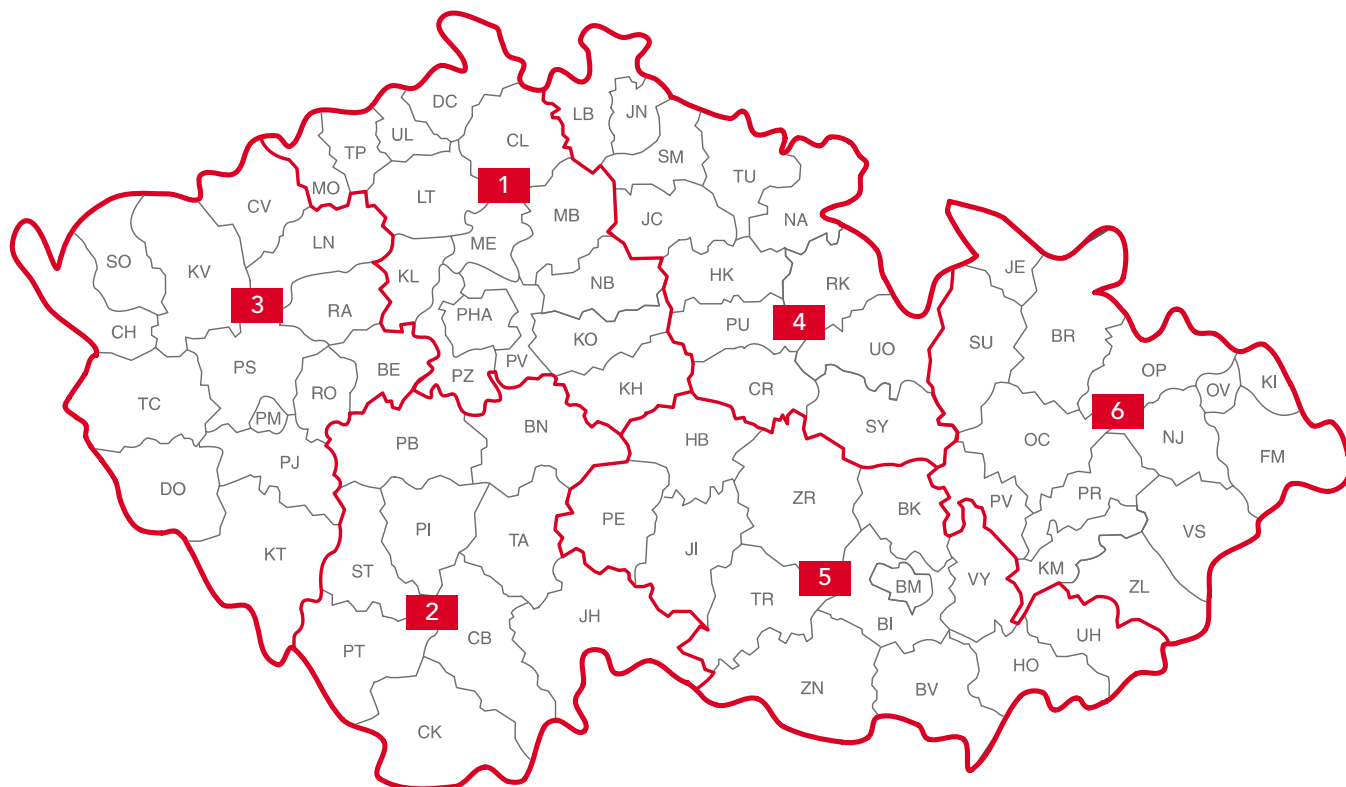 DC
LB
JN
CL
UL
TP
SM
MO
TU
1
CV
LT
MB
JC
NA
LN
ME
SO
KV
KL
NB
HK
RK
JE
3
RA
PHA
4
CH
PU
KO
SU
BR
PS
BE
PZ
PV
UO
OP
KI
RO
KH
CR
OV
TC
PM
6
BN
SY
PB
HB
OC
NJ
FM
PJ
DO
ZR
PV
PR
PI
PE
BK
VS
KT
TA
JI
ST
5
BM
VY
KM
ZL
TR
2
JH
BI
CB
UH
PT
HO
ZN
BV
CK